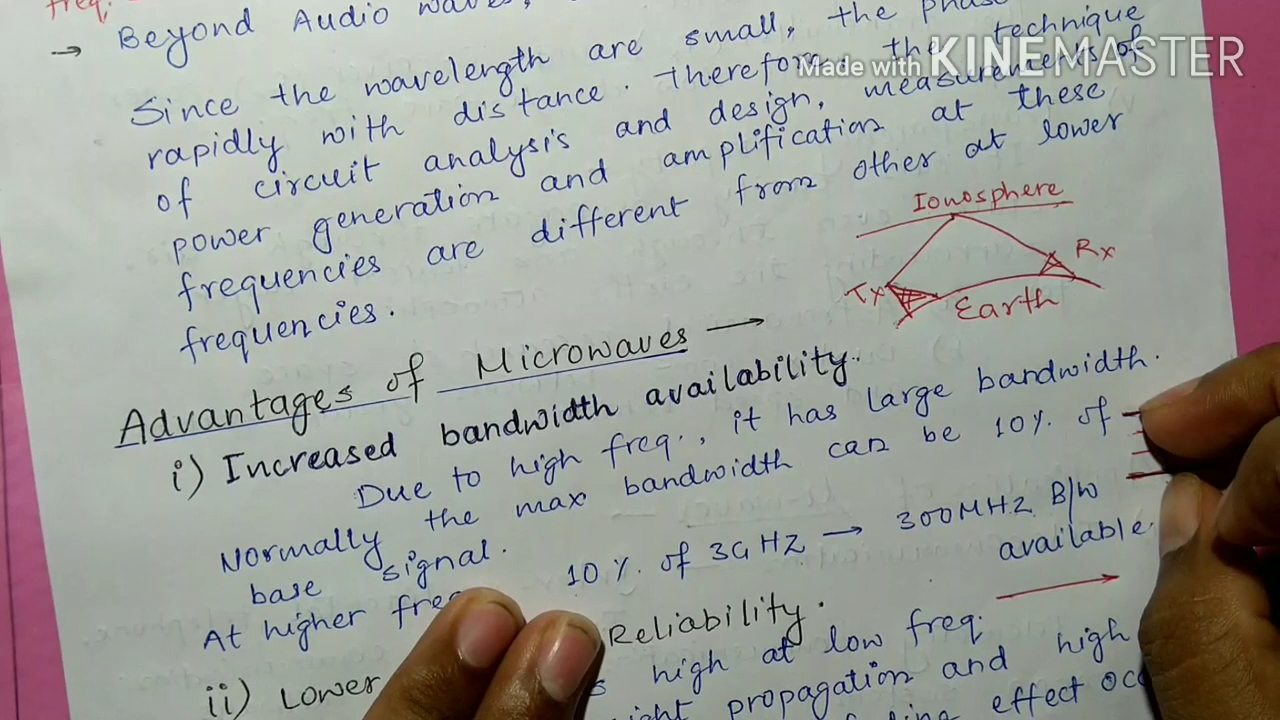 freq.
→ Beyond Audio waves,
Since the wavelength are small, the phase
rapidly with distance. Therefore, the technique
of circuit analysis and design, measurements of
power generation and amplification at these
frequencies are different from other at lower
frequencies.
Made with KINEMASTER
Ionosphere
Tx
Rx
Earth
Advantages of Microwaves →
i) Increased bandwidth availability.
Due to high freq., it has large bandwidth.
Normally the max bandwidth can be 10% of
base signal.
At higher fre 10% of 3GHZ → 300MHZ B/w
available.
ii) Lower Reliability.
high at low freq.
propagation and high
effect occ